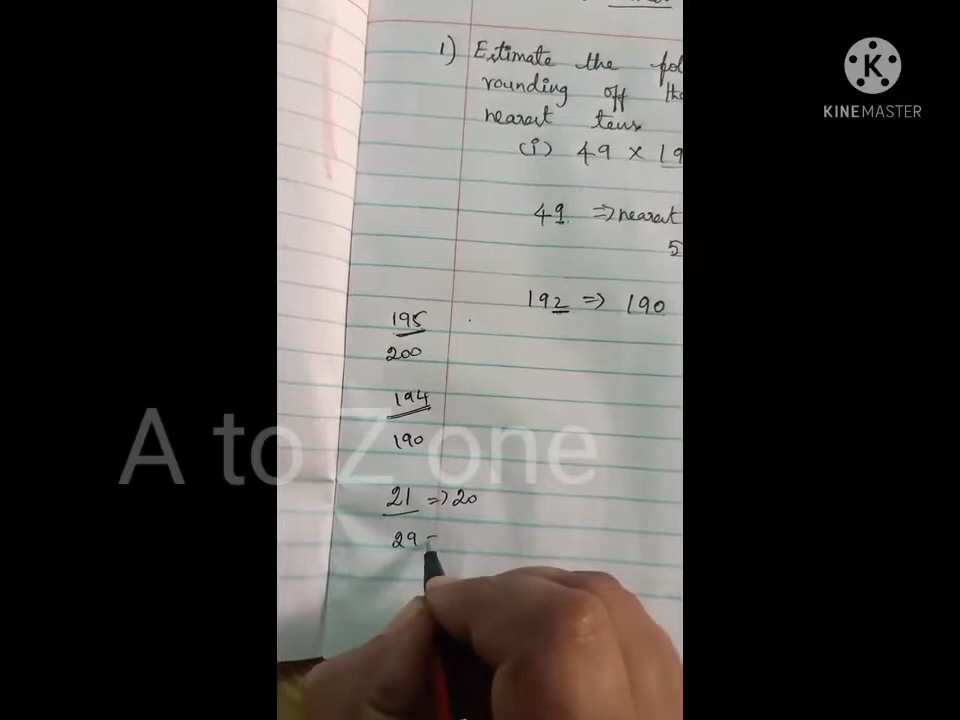 1) Estimate the
rounding off
nearest tens
(i) 49 × 19
49 => nearest
5
192 => 190
195
200
194
190
21 => 20
29 =
K
KINEMASTER
A to Z one